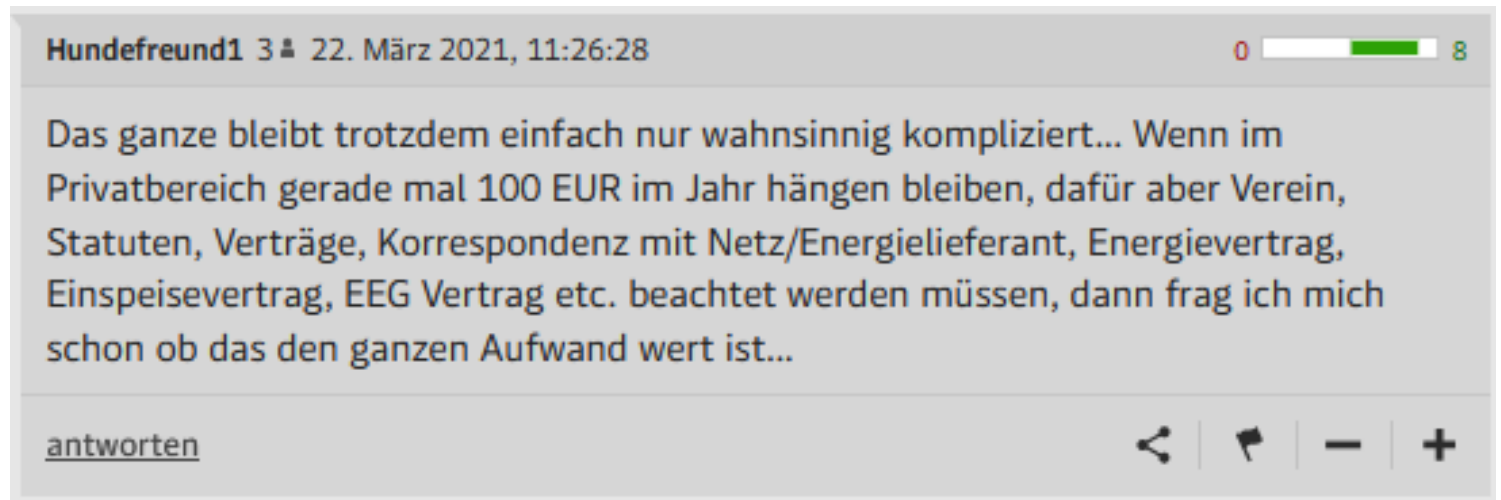 Hundefreund1 3 22. März 2021, 11:26:28 0 8
Das ganze bleibt trotzdem einfach nur wahnsinnig kompliziert... Wenn im
Privatbereich gerade mal 100 EUR im Jahr hängen bleiben, dafür aber Verein,
Statuten, Verträge, Korrespondenz mit Netz/Energielieferant, Energievertrag,
Einspeisevertrag, EEG Vertrag etc. beachtet werden müssen, dann frag ich mich
schon ob das den ganzen Aufwand wert ist...
antworten